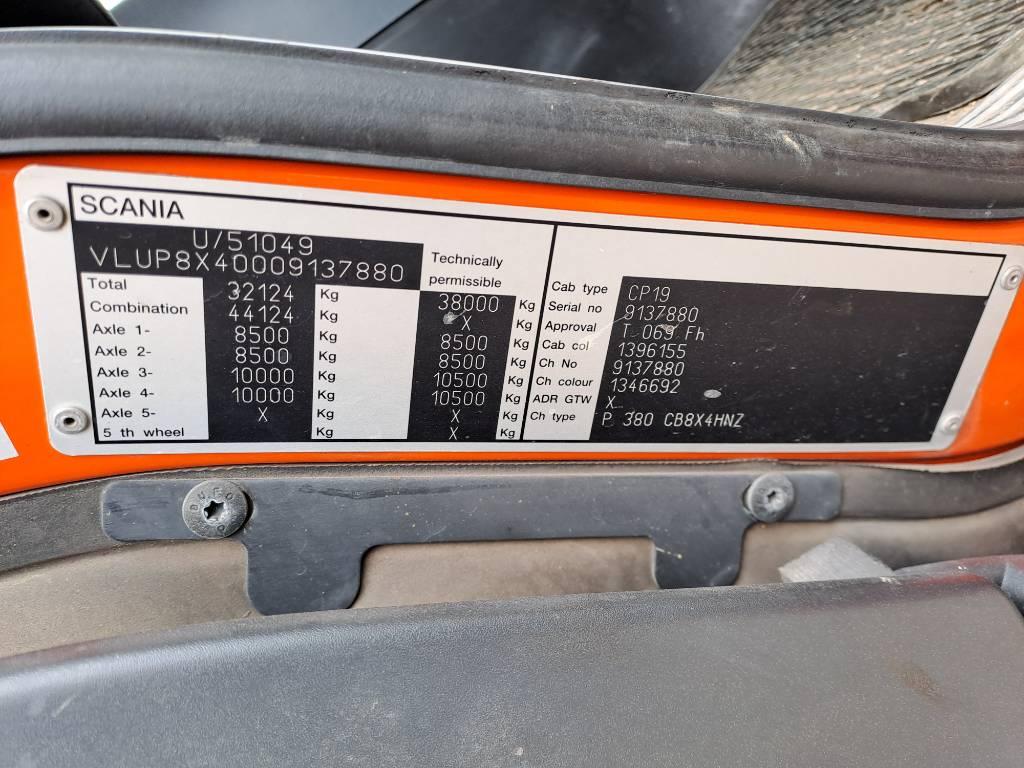 SCANIA
U/51049
VLUP8X40009137880
Technically
permissible
Total 32124 Kg 38000 Kg
Combination 44124 Kg X Kg
Axle 1- 8500 Kg 8500 Kg
Axle 2- 8500 Kg 8500 Kg
Axle 3- 10000 Kg 10500 Kg
Axle 4- 10000 Kg 10500 Kg
Axle 5- X Kg X Kg
5 th wheel Kg X Kg
Cab type CP19
Serial no 9137880
Approval T 069 Fh
Cab col 1396155
Ch No 9137880
Ch colour 1346692
ADR GTW X
Ch type P 380 CB8X4HNZ